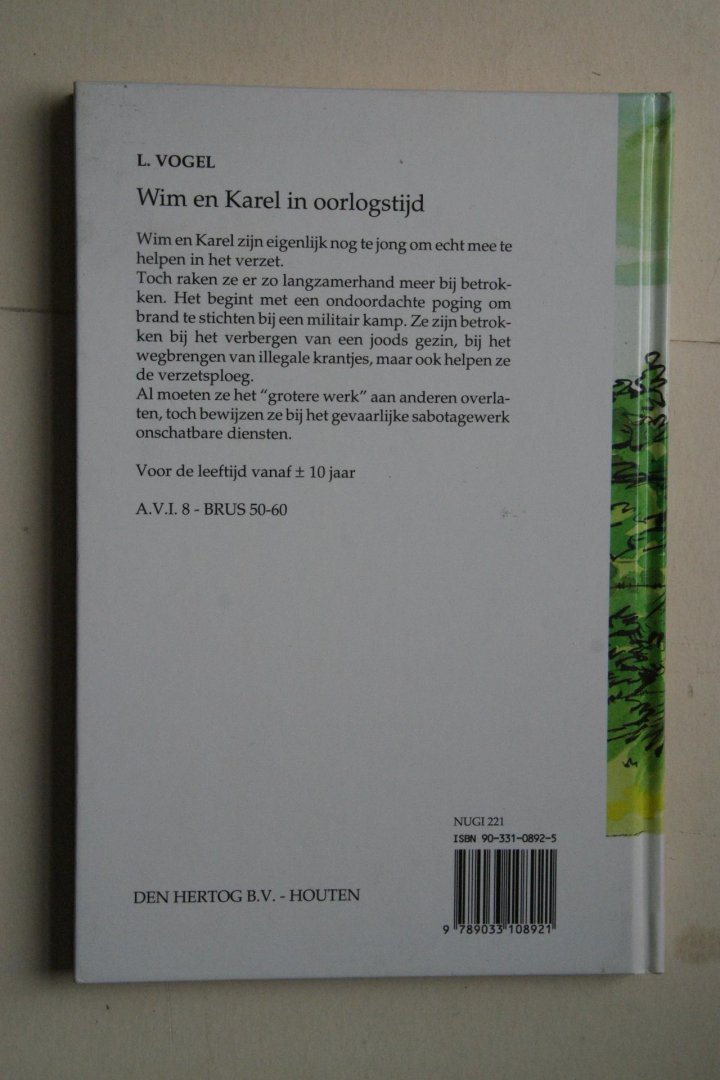 L. VOGEL
Wim en Karel in oorlogstijd
Wim en Karel zijn eigenlijk nog te jong om echt mee te
helpen in het verzet.
Toch raken ze er zo langzamerhand meer bij betrok-
ken. Het begint met een ondoordachte poging om
brand te stichten bij een militair kamp. Ze zijn betrok-
ken bij het verbergen van een joods gezin, bij het
wegbrengen van illegale krantjes, maar ook helpen ze
de verzetsploeg.
Al moeten ze het “grotere werk” aan anderen overla-
ten, toch bewijzen ze bij het gevaarlijke sabotagewerk
onschatbare diensten.
Voor de leeftijd vanaf ± 10 jaar
A.V.I. 8 - BRUS 50-60
NUGI 221
ISBN 90-331-0892-5
9 789033 108921
DEN HERTOG B.V. - HOUTEN